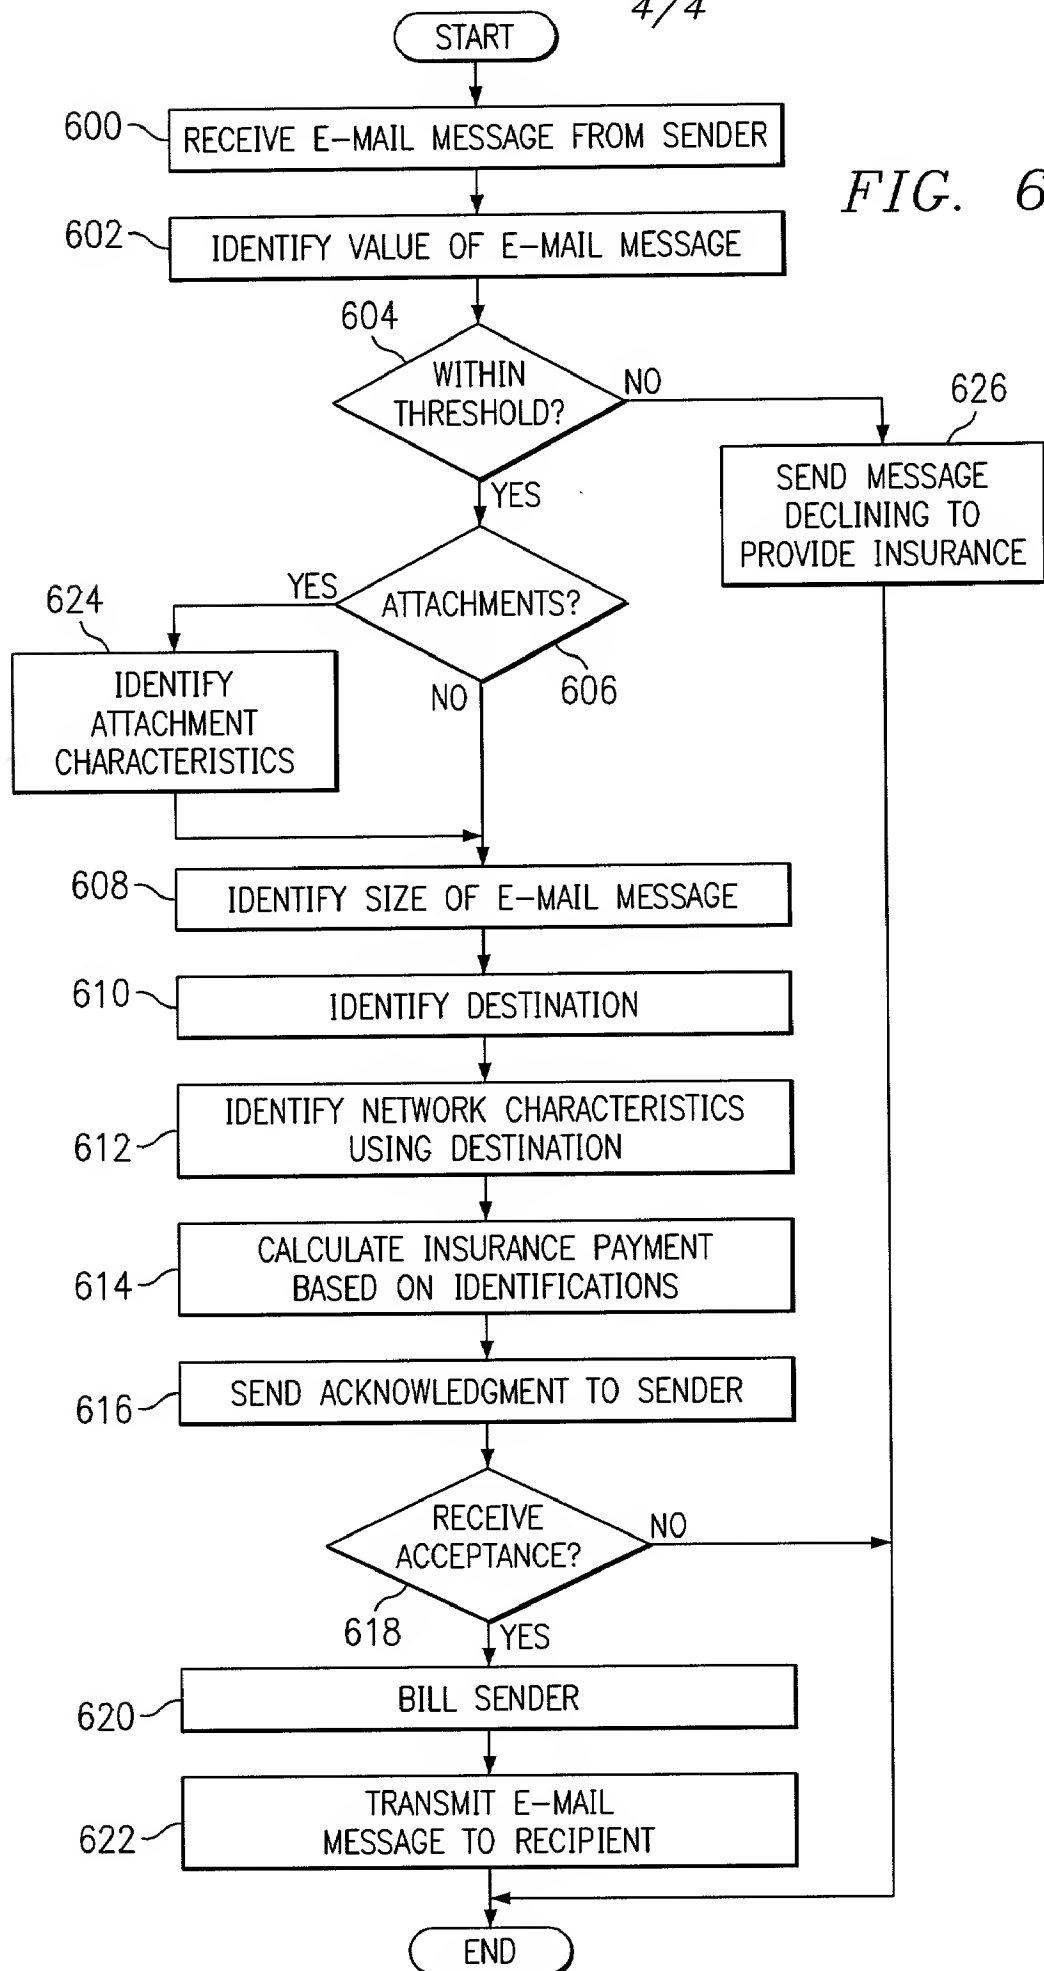 4/4
START
600
RECEIVE E-MAIL MESSAGE FROM SENDER
FIG. 6
602
IDENTIFY VALUE OF E-MAIL MESSAGE
604
WITHIN
THRESHOLD?
NO
626
SEND MESSAGE
DECLINING TO
PROVIDE INSURANCE
YES
YES
ATTACHMENTS?
606
624
IDENTIFY
ATTACHMENT
CHARACTERISTICS
NO
608
IDENTIFY SIZE OF E-MAIL MESSAGE
610
IDENTIFY DESTINATION
612
IDENTIFY NETWORK CHARACTERISTICS
USING DESTINATION
614
CALCULATE INSURANCE PAYMENT
BASED ON IDENTIFICATIONS
616
SEND ACKNOWLEDGMENT TO SENDER
RECEIVE
ACCEPTANCE?
NO
618
YES
620
BILL SENDER
622
TRANSMIT E-MAIL
MESSAGE TO RECIPIENT
END